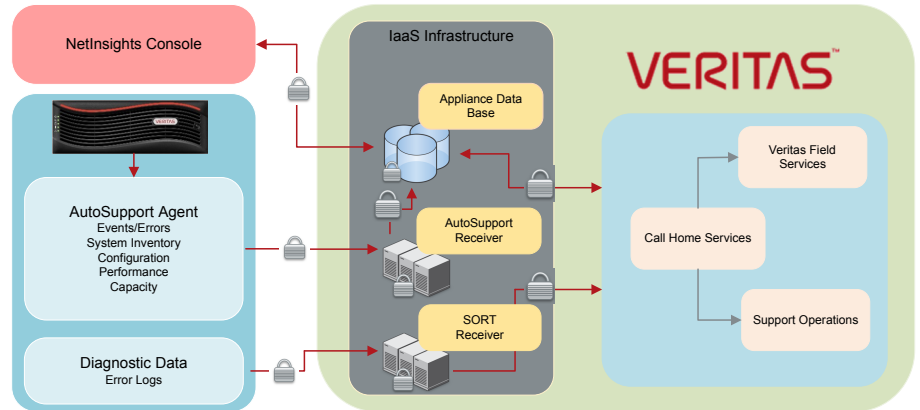 NetInsights Console
IaaS Infrastructure
VERITAS™
Appliance Data
Base
VERITAS
AutoSupport Agent
Events/Errors
System Inventory
Configuration
Performance
Capacity
AutoSupport
Receiver
Veritas Field
Services
Call Home Services
Support Operations
SORT
Receiver
Diagnostic Data
Error Logs